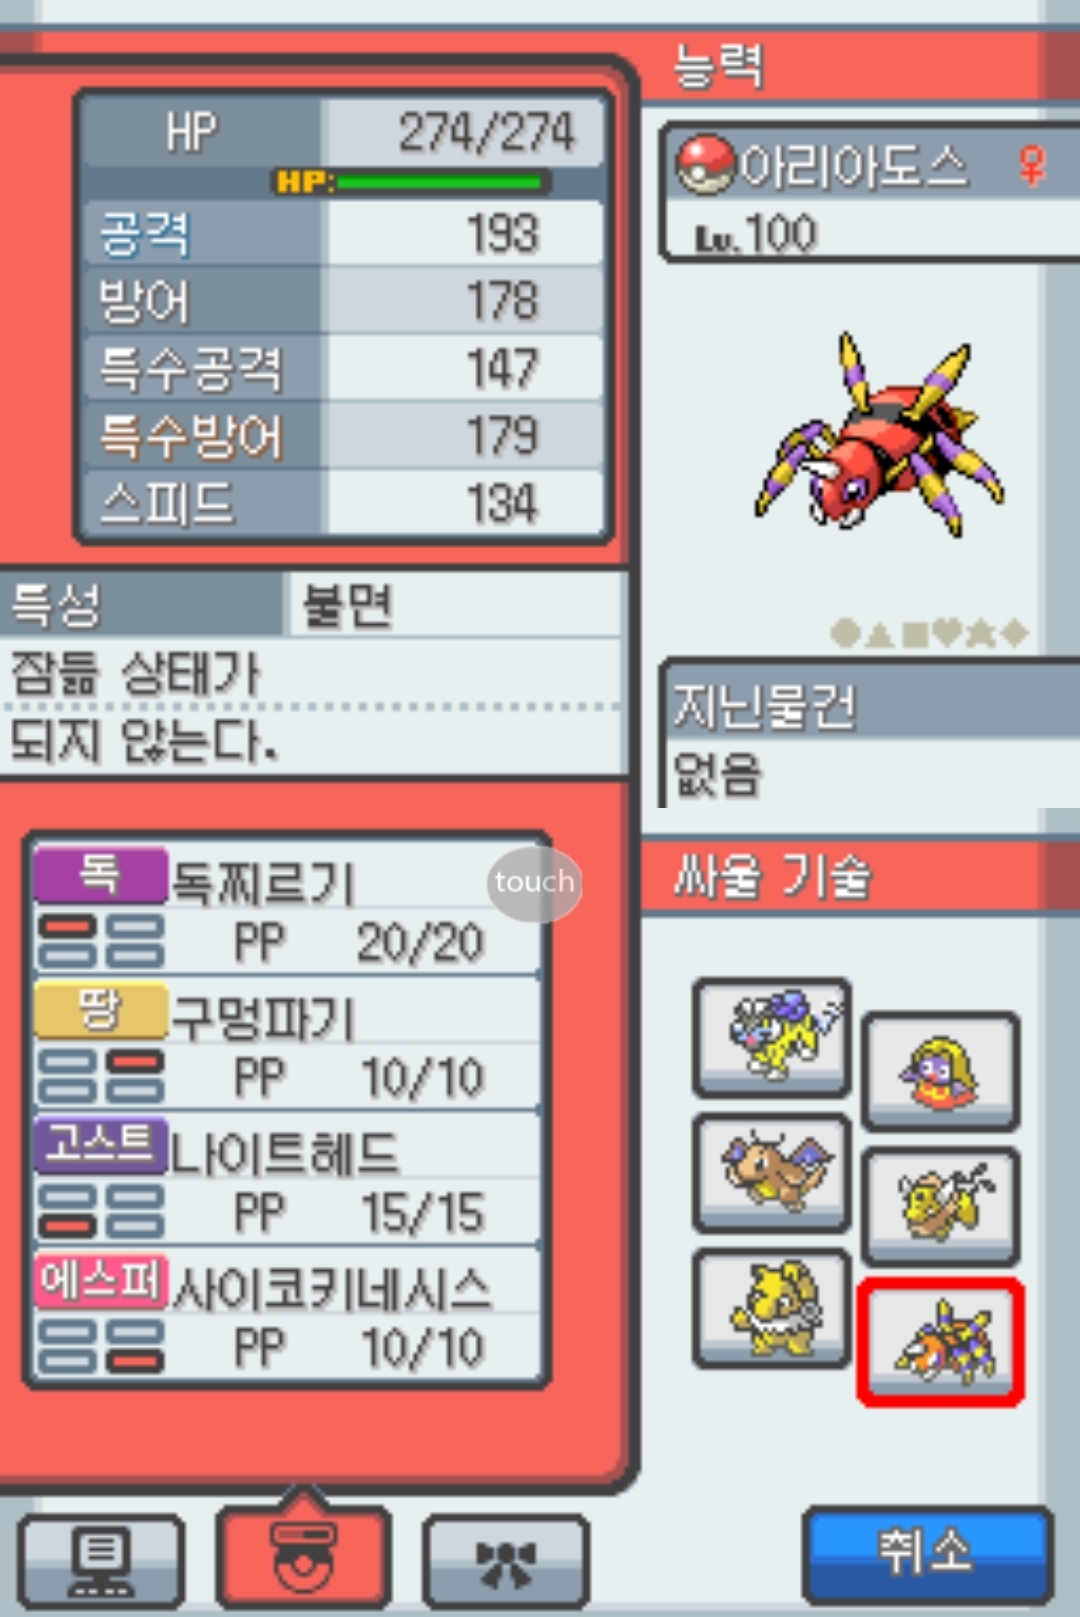 능력
HP 274/274
HP:
공격 193
방어 178
특수공격 147
특수방어 179
스피드 134
아리아도스 ♀
Lv.100
특성 불면
잠듦 상태가
되지 않는다.
지닌물건
없음
싸울 기술
독 독찌르기
PP 20/20
땅 구멍파기
PP 10/10
고스트 나이트헤드
PP 15/15
에스퍼 사이코키네시스
PP 10/10
touch
취소